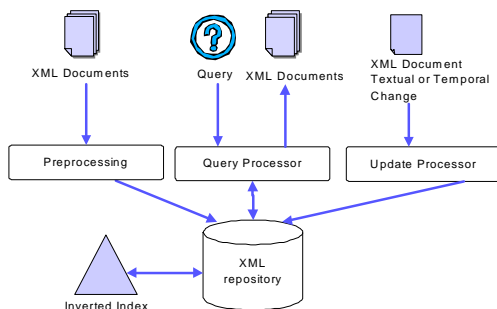 XML Documents
Query
XML Documents
XML Document
Textual or Temporal
Change
Preprocessing
Query Processor
Update Processor
XML
repository
Inverted Index